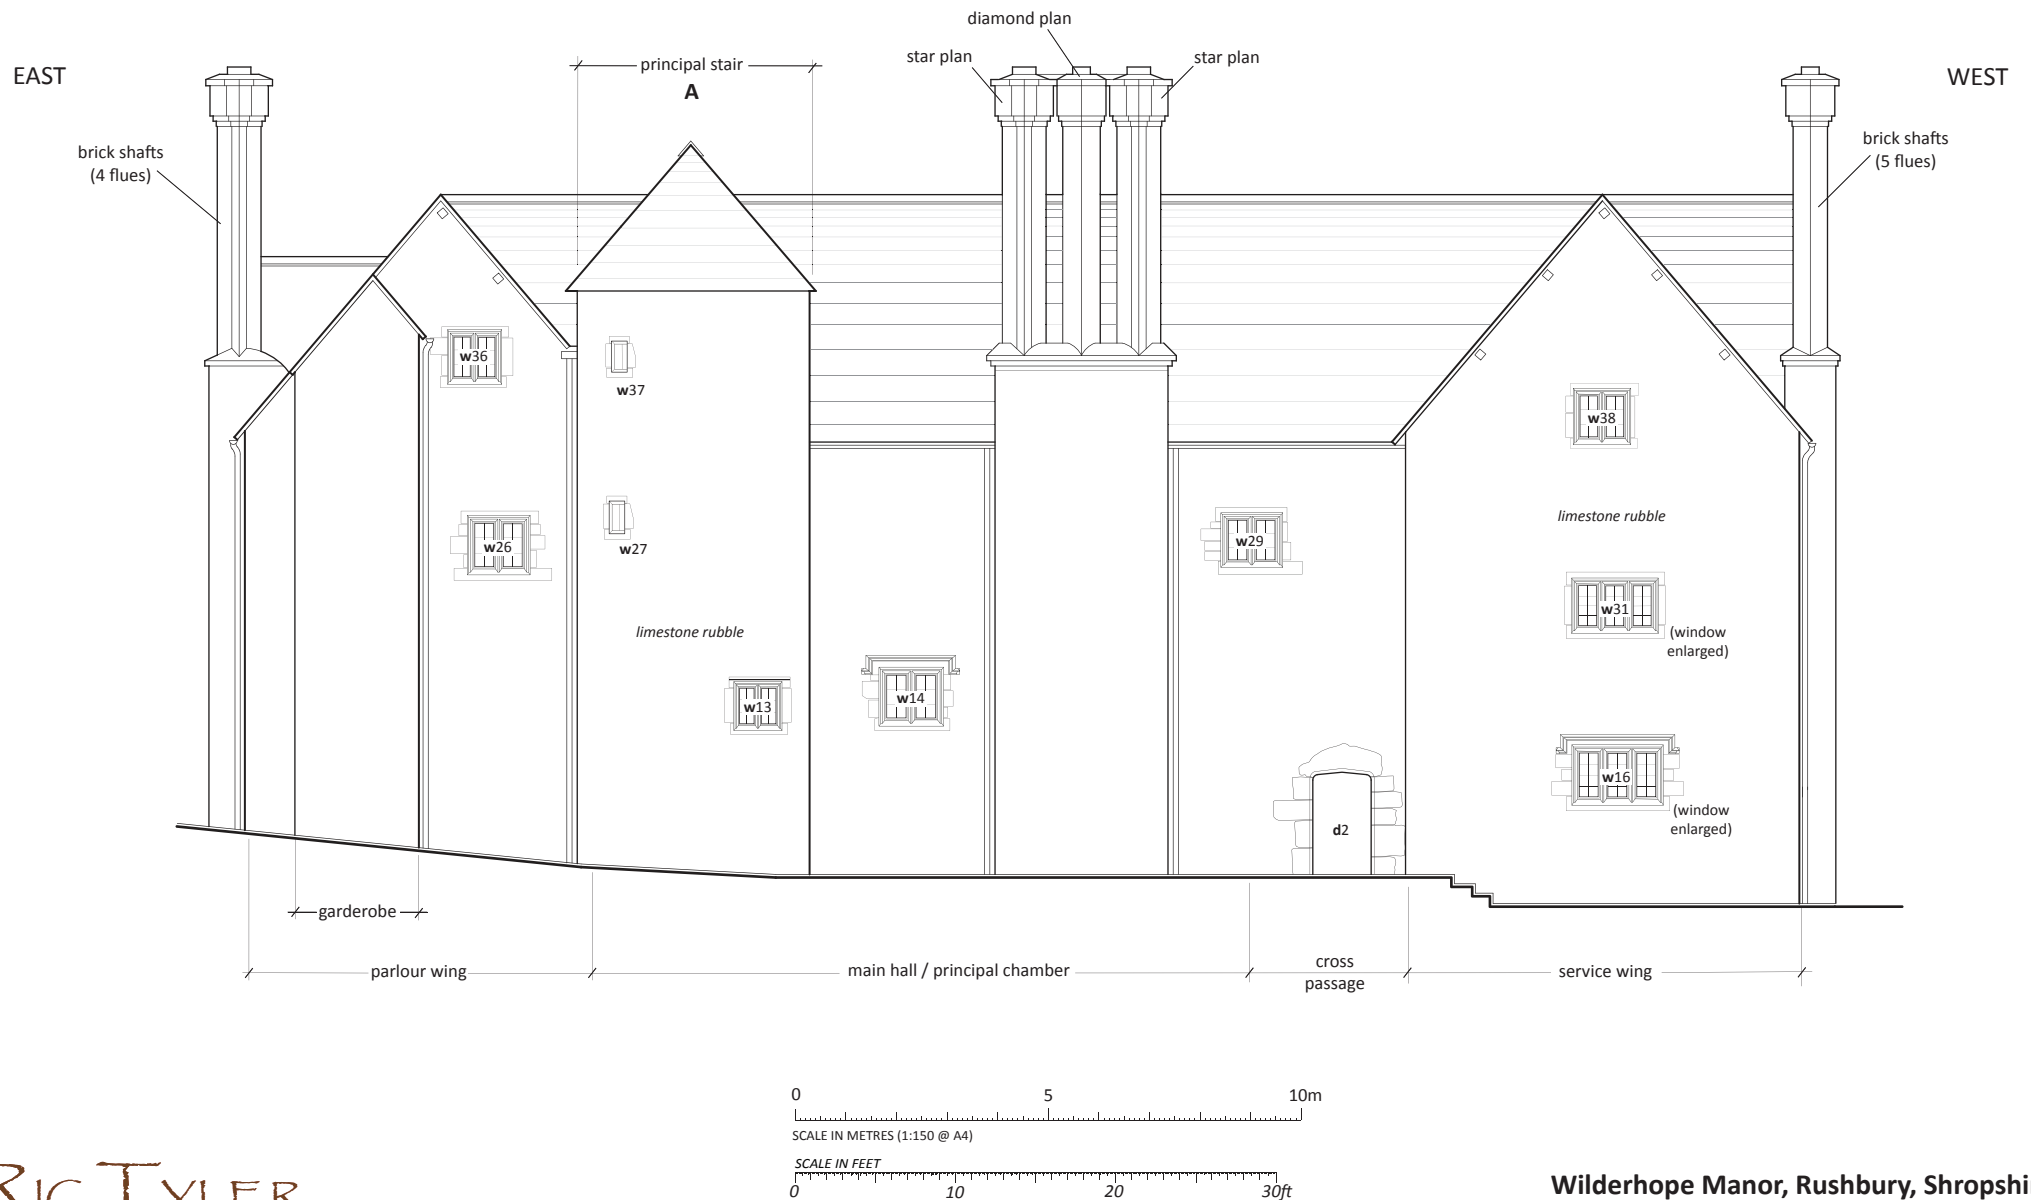 diamond plan
star plan
star plan
principal stair
A
EAST
WEST
brick shafts
(4 flues)
brick shafts
(5 flues)
w36
w37
w38
w26
w27
w29
limestone rubble
limestone rubble
w31
(window
enlarged)
w13
w14
w16
(window
enlarged)
d2
garderobe
parlour wing
main hall / principal chamber
cross
passage
service wing
0 5 10m
SCALE IN METRES (1:150 @ A4)
SCALE IN FEET
0 10 20 30ft
RIC TYLER
Wilderhope Manor, Rushbury, Shropshi